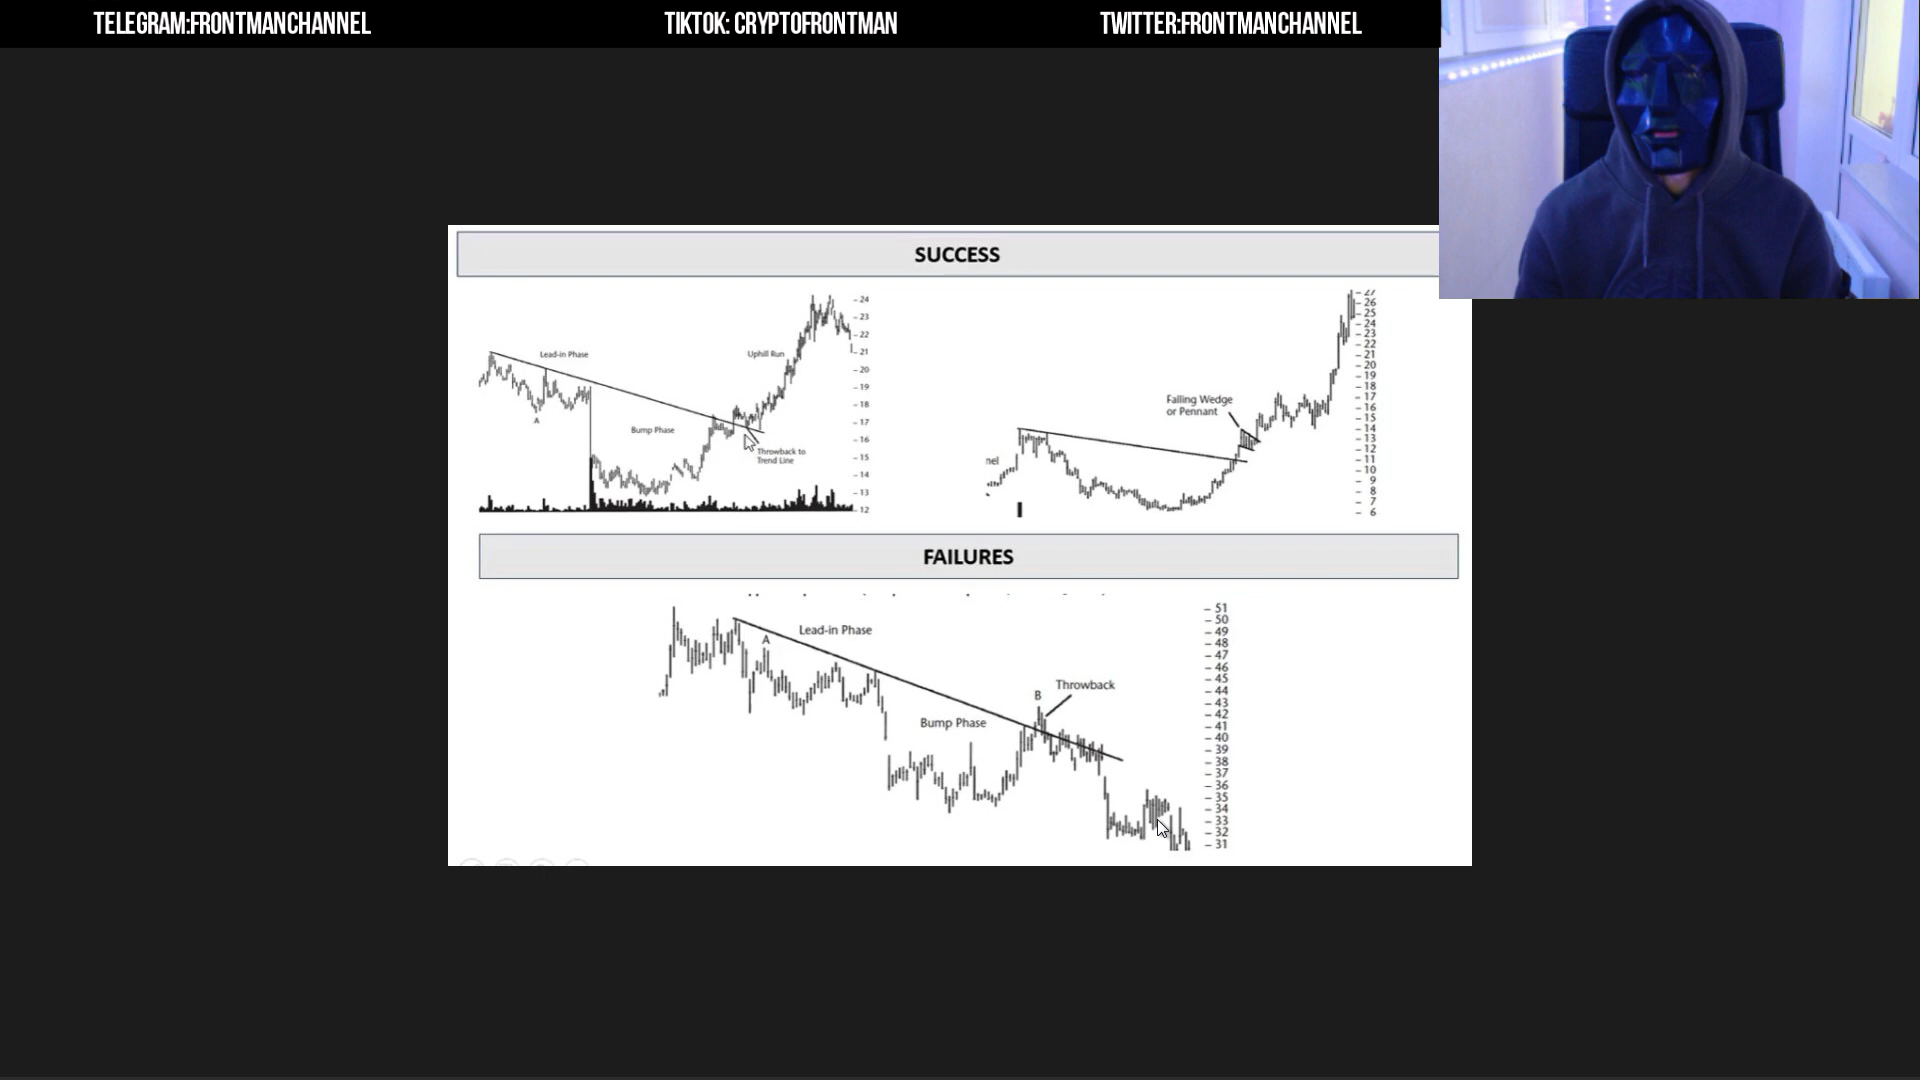 TELEGRAM:FRONTMANCHANNEL
TIKTOK: CRYPTOFRONTMAN
TWITTER:FRONTMANCHANNEL
SUCCESS
Lead-in Phase
A
Bump Phase
Uphill Run
Throwback to
Trend Line
24
23
22
21
20
19
18
17
16
15
14
13
12
nel
Falling Wedge
or Pennant
27
26
25
24
23
22
21
20
19
18
17
16
15
14
13
12
11
10
9
8
7
6
FAILURES
A
Lead-in Phase
Bump Phase
B
Throwback
51
50
49
48
47
46
45
44
43
42
41
40
39
38
37
36
35
34
33
32
31